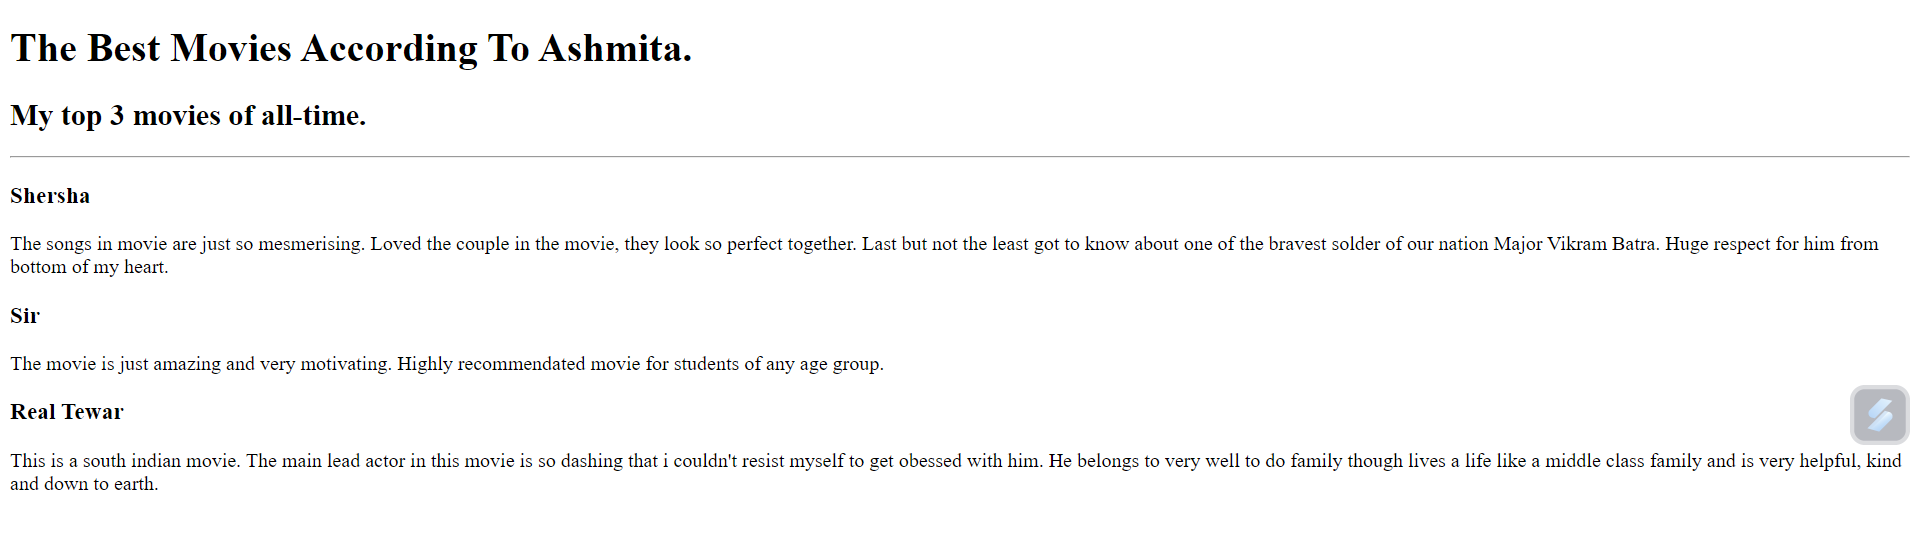 The Best Movies According To Ashmita.
My top 3 movies of all-time.
Shersha
The songs in movie are just so mesmerising. Loved the couple in the movie, they look so perfect together. Last but not the least got to know about one of the bravest solder of our nation Major Vikram Batra. Huge respect for him from
bottom of my heart.
Sir
The movie is just amazing and very motivating. Highly recommendated movie for students of any age group.
Real Tewar
This is a south indian movie. The main lead actor in this movie is so dashing that i couldn't resist myself to get obessed with him. He belongs to very well to do family though lives a life like a middle class family and is very helpful, kind
and down to earth.